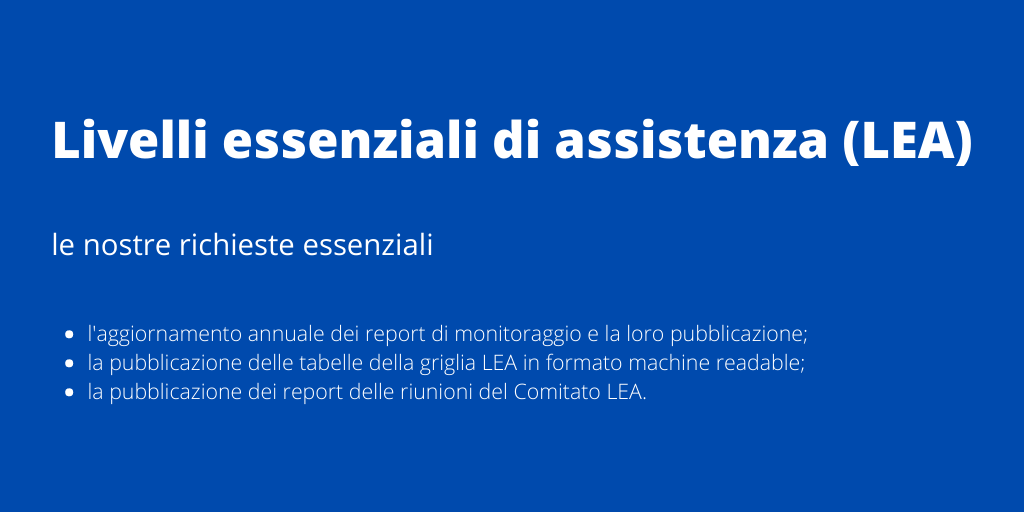 Livelli essenziali di assistenza (LEA)
le nostre richieste essenziali
• l'aggiornamento annuale dei report di monitoraggio e la loro pubblicazione;
• la pubblicazione delle tabelle della griglia LEA in formato machine readable;
• la pubblicazione dei report delle riunioni del Comitato LEA.